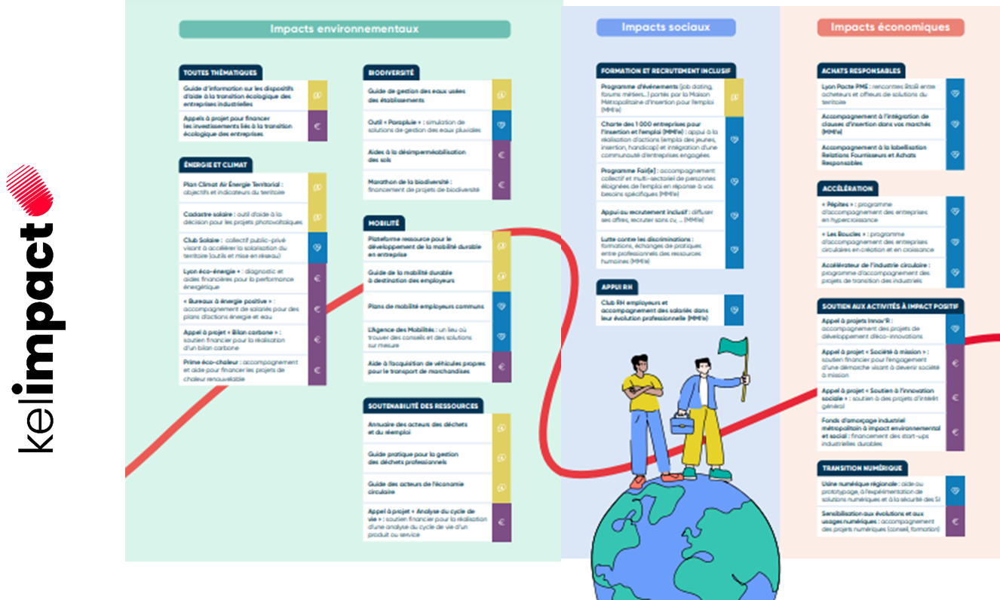 kelimpact
Impacts environnementaux
TOUTES THÉMATIQUES
Guide d'information sur les dispositifs
d'aide à la transition écologique des
entreprises industrielles
Appels à projet pour financer
les investissements liés à la transition
écologique des entreprises
ÉNERGIE ET CLIMAT
Plan Climat Air Énergie Territorial :
objectifs et indicateurs du territoire
Cadastre solaire : outil d'aide à la
décision pour les projets photovoltaïques
Club Solaire : collectif public-privé
visant à accélérer la solarisation du
territoire (outils et mise en réseau)
Lyon éco-énergie + : diagnostic et
aides financières pour la performance
énergétique
« Bureaux à énergie positive » :
accompagnement de salariés pour des
plans d'actions énergie et eau
Appel à projet « Bilan carbone » :
soutien financier pour la réalisation
d'un bilan carbone
Prime éco-chaleur : accompagnement
et aide pour financer les projets de
chaleur renouvelable
BIODIVERSITÉ
Guide de gestion des eaux usées
des établissements
Outil « Parapluie » : simulation de
solutions de gestion des eaux pluviales
Aides à la désimperméabilisation
des sols
Marathon de la biodiversité :
financement de projets de biodiversité
MOBILITÉ
Plateforme ressource pour le
développement de la mobilité durable
en entreprise
Guide de la mobilité durable
à destination des employeurs
Plans de mobilité employeurs communs
L'Agence des Mobilités : un lieu où
trouver des conseils et des solutions
sur mesure
Aide à l'acquisition de véhicules propres
pour le transport de marchandises
SOUTENABILITÉ DES RESSOURCES
Annuaire des acteurs des déchets
et du réemploi
Guide pratique pour la gestion
des déchets professionnels
Guide des acteurs de l'économie
circulaire
Appel à projet « Analyse du cycle de
vie » : soutien financier pour la réalisation
d'une analyse du cycle de vie d'un
produit ou service
Impacts sociaux
FORMATION ET RECRUTEMENT INCLUSIF
Programme d'événements (job dating,
forums métiers...) portés par la Maison
Métropolitaine d'Insertion pour l'emploi
(MMI'e)
Charte des 1 000 entreprises pour
l'insertion et l'emploi (MMI'e) : appui à la
réalisation d'actions (emploi des jeunes,
insertion, handicap) et intégration d'une
communauté d'entreprises engagées
Programme Fair[e] : accompagnement
collectif et multi-sectoriel de personnes
éloignées de l'emploi en réponse à vos
besoins spécifiques (MMI'e)
Appui au recrutement inclusif : diffuser
ses offres, recruter sans cv, ... (MMI'e)
Lutte contre les discriminations :
formations, échanges de pratiques
entre professionnels des ressources
humaines (MMI'e)
APPUI RH
Club RH employeurs et
accompagnement des salariés dans
leur évolution professionnelle (MMI'e)
Impacts économiques
ACHATS RESPONSABLES
Lyon Pacte PME : rencontres BtoB entre
acheteurs et offreurs de solutions du
territoire
Accompagnement à l'intégration de
clauses d'insertion dans vos marchés
(MMI'e)
Accompagnement à la labellisation
Relations Fournisseurs et Achats
Responsables
ACCÉLÉRATION
« Pépites » : programme
d'accompagnement des entreprises
en hypercroissance
« Les Boucles » : programme
d'accompagnement des entreprises
circulaires en création et en croissance
Accélérateur de l'industrie circulaire :
programme d'accompagnement des
projets de transition des industriels
SOUTIEN AUX ACTIVITÉS À IMPACT POSITIF
Appel à projets Innov'R :
accompagnement des projets de
développement d'éco-innovations
Appel à projet « Société à mission » :
soutien financier pour l'engagement
d'une démarche visant à devenir société
à mission
Appel à projet « Soutien à l'innovation
sociale » : soutien à des projets d'intérêt
général
Fonds d'amorçage industriel
métropolitain à impact environnemental
et social : financement des start-ups
industrielles durables
TRANSITION NUMÉRIQUE
Usine numérique régionale : aide au
prototypage, à l'expérimentation de
solutions numériques et à la sécurité des SI
Sensibilisation aux évolutions et aux
usages numériques : accompagnement
des projets numériques (conseil, formation)